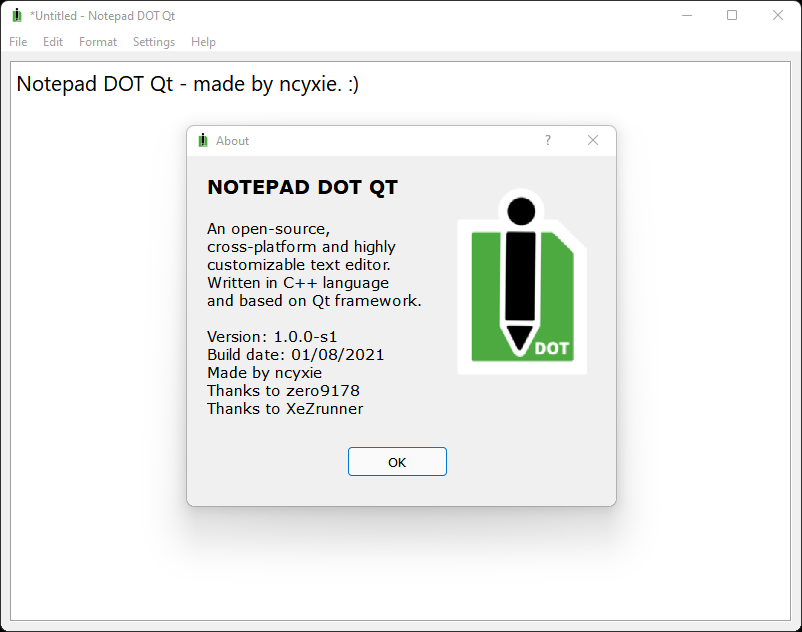 *Untitled - Notepad DOT Qt
File Edit Format Settings Help
Notepad DOT Qt - made by ncyxie. :)
About ?
NOTEPAD DOT QT
An open-source,
cross-platform and highly
customizable text editor.
Written in C++ language
and based on Qt framework.
Version: 1.0.0-s1
Build date: 01/08/2021
Made by ncyxie
Thanks to zero9178
Thanks to XeZrunner
DOT
OK